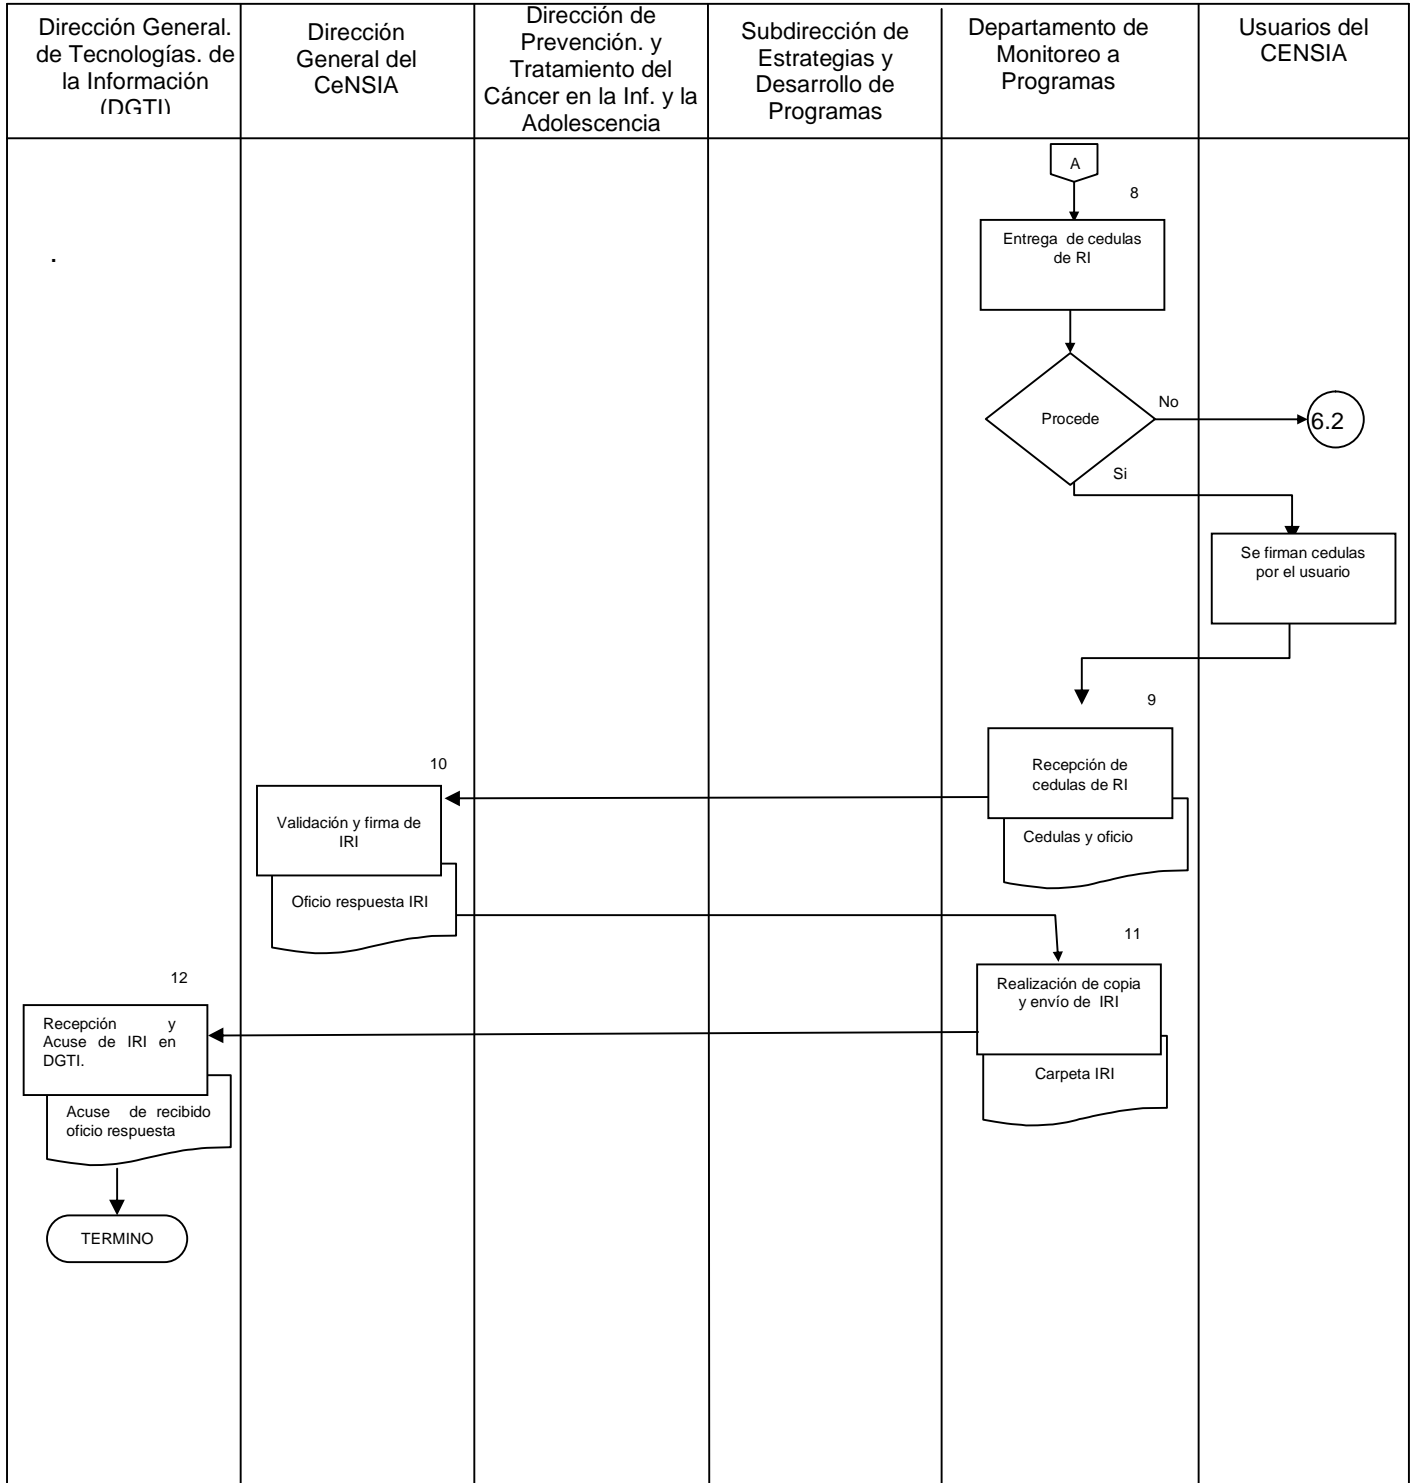 Dirección General.
de Tecnologías. de
la Información
(DGTI)
Dirección
General del
CeNSIA
Dirección de
Prevención. y
Tratamiento del
Cáncer en la Inf. y la
Adolescencia
Subdirección de
Estrategias y
Desarrollo de
Programas
Departamento de
Monitoreo a
Programas
Usuarios del
CENSIA
A
8
Entrega de cedulas
de RI
.
Procede
No
6.2
Si
Se firman cedulas
por el usuario
9
Recepción de
cedulas de RI
Cedulas y oficio
10
Validación y firma de
IRI
Oficio respuesta IRI
11
Realización de copia
y envío de IRI
Carpeta IRI
12
Recepción y
Acuse de IRI en
DGTI.
Acuse de recibido
oficio respuesta
TERMINO